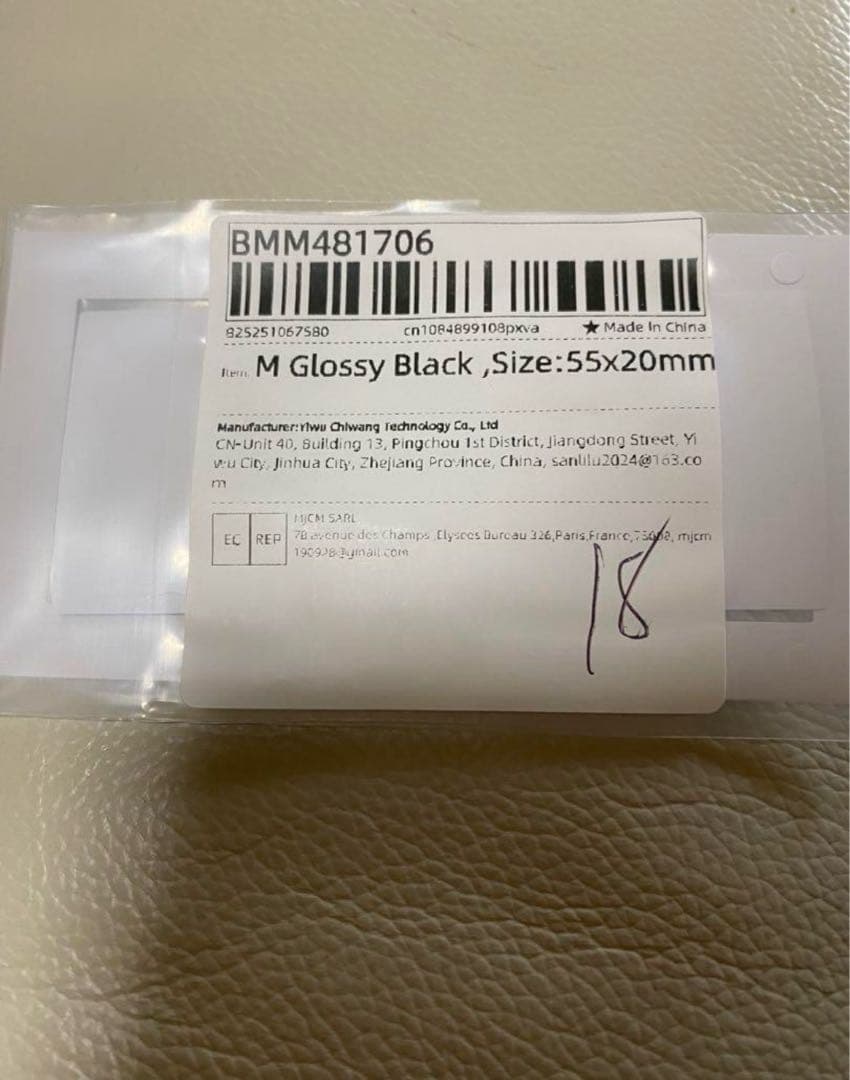 BMM481706
825251067580 cn1084899108pxva ★ Made In China
Item: M Glossy Black ,Size:55x20mm
Manufacturer:Yiwu Chiwang Technology Co., Ltd
CN-Unit 40, Building 13, Pingchou 1st District, Jiangdong Street, Yi
wu City, Jinhua City, Zhejiang Province, China, sanlilu2024@163.co
m
EC REP
MJCM SARL
78 avenue des Champs ,Elysees Bureau 326,Paris,France, mjcm
18